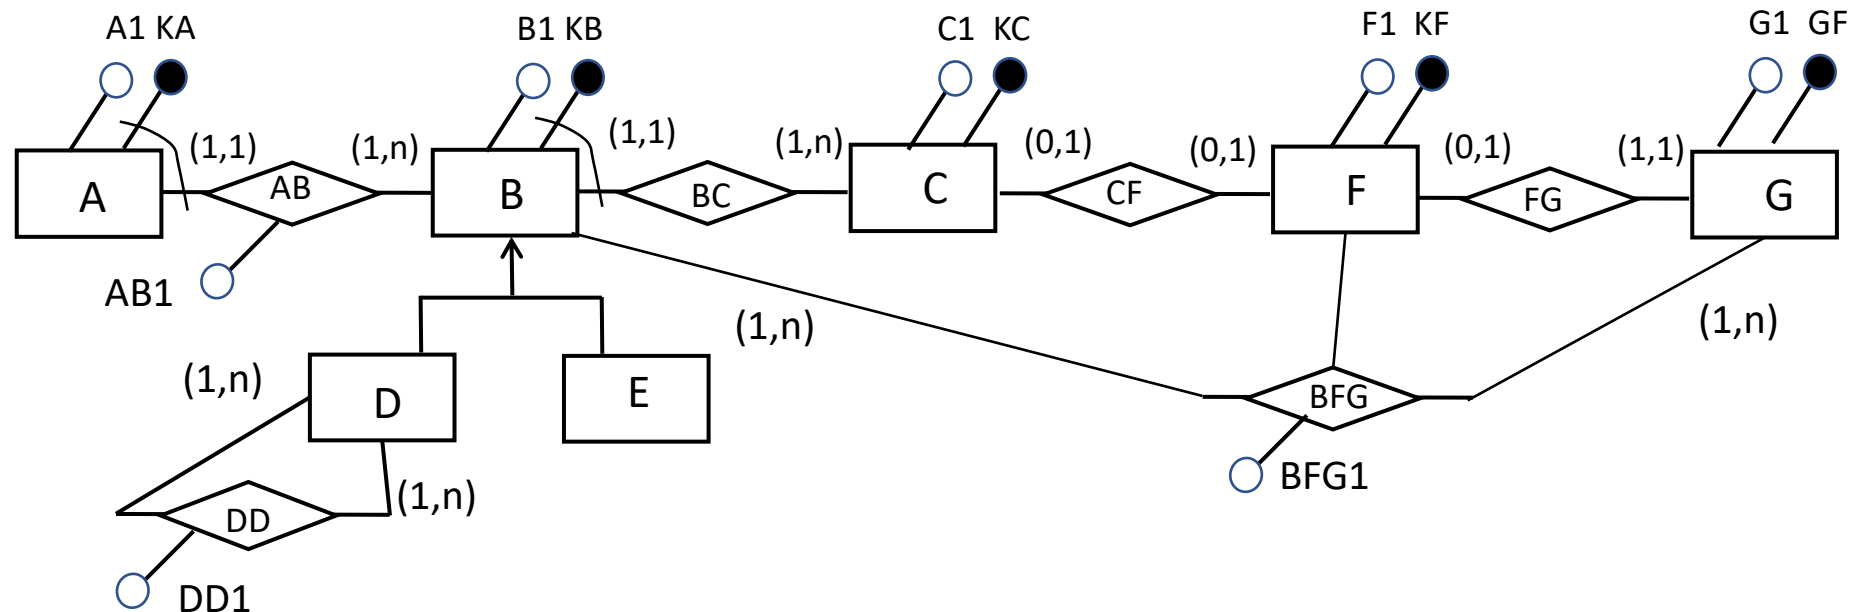 A1 KA
B1 KB
C1 KC
F1 KF
G1 GF
(1,1)
(1,n)
(1,1)
(1,n)
(0,1)
(0,1)
(0,1)
(1,1)
A
AB
B
BC
C
CF
F
FG
G
AB1
(1,n)
(1,n)
(1,n)
D
E
BFG
BFG1
(1,n)
DD
DD1